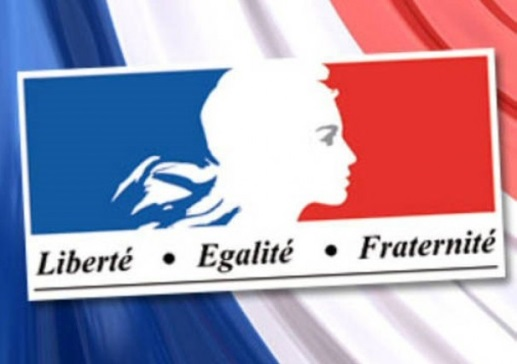 Liberté • Egalité • Fraternité